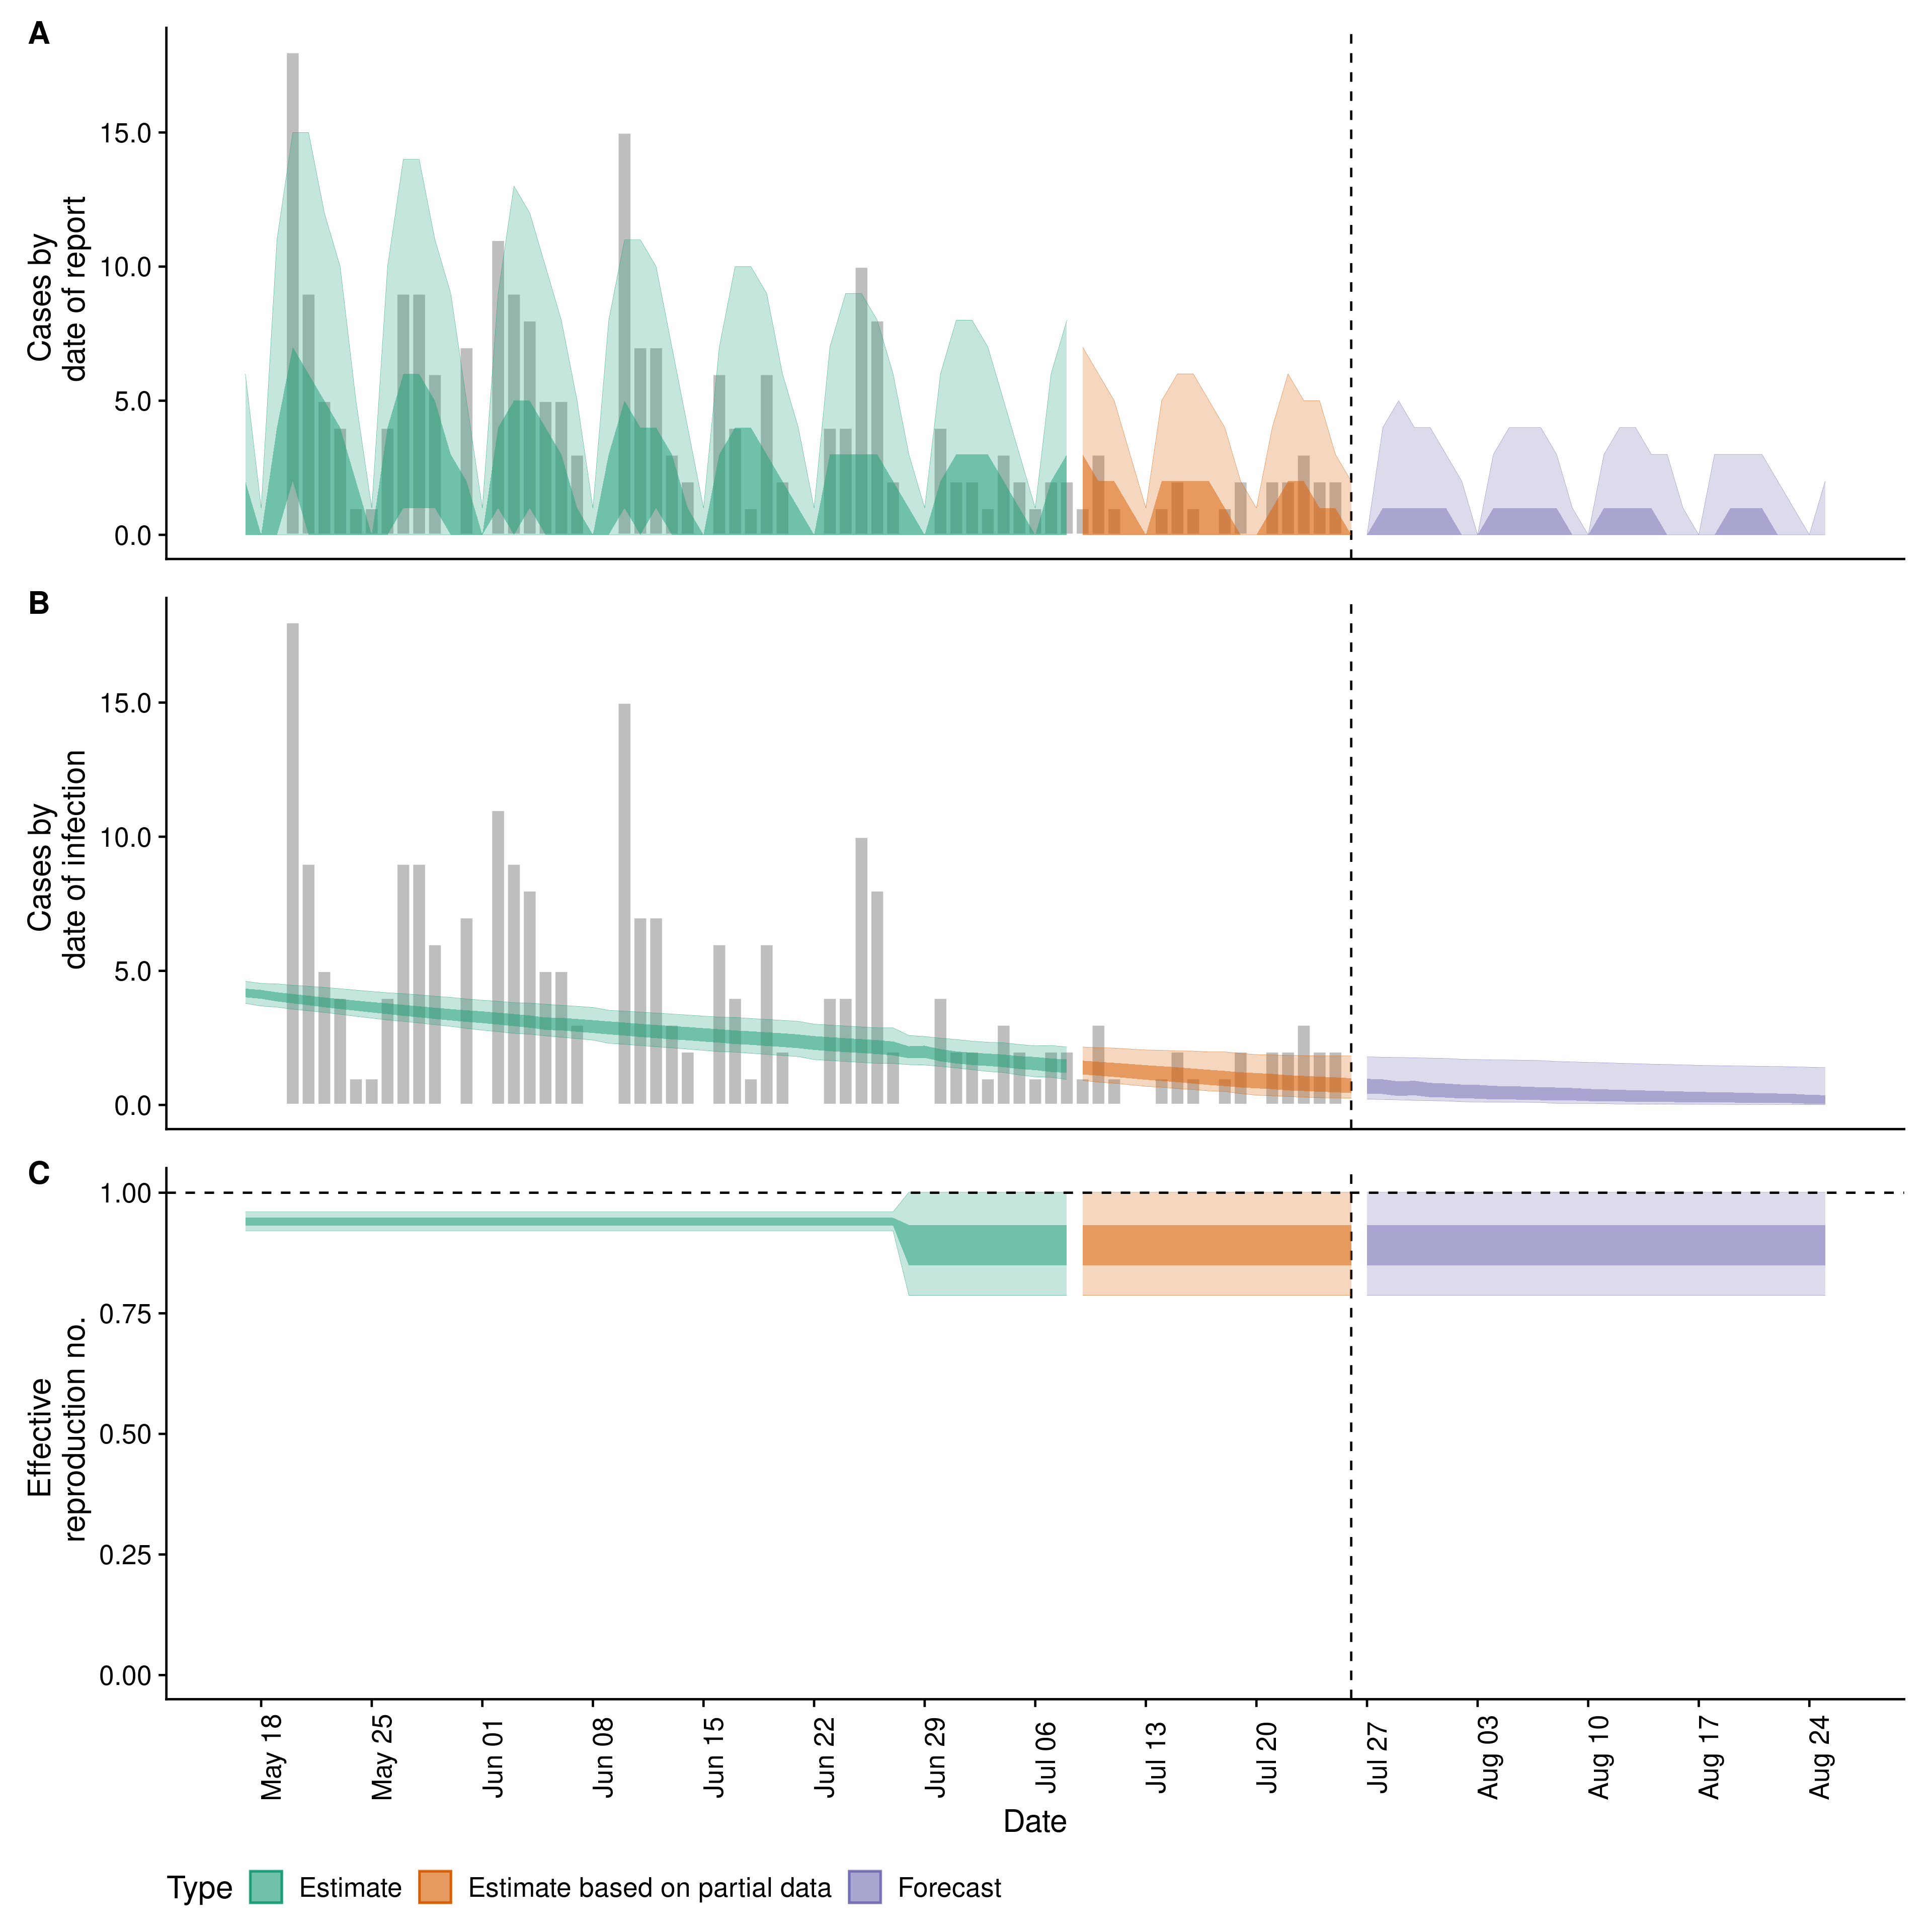 A
Cases by
date of report
15.0
10.0
5.0
0.0
B
Cases by
date of infection
15.0
10.0
5.0
0.0
C
Effective
reproduction no.
1.00
0.75
0.50
0.25
0.00
May 18
May 25
Jun 01
Jun 08
Jun 15
Jun 22
Jun 29
Jul 06
Jul 13
Jul 20
Jul 27
Aug 03
Aug 10
Aug 17
Aug 24
Date
Type Estimate Estimate based on partial data Forecast